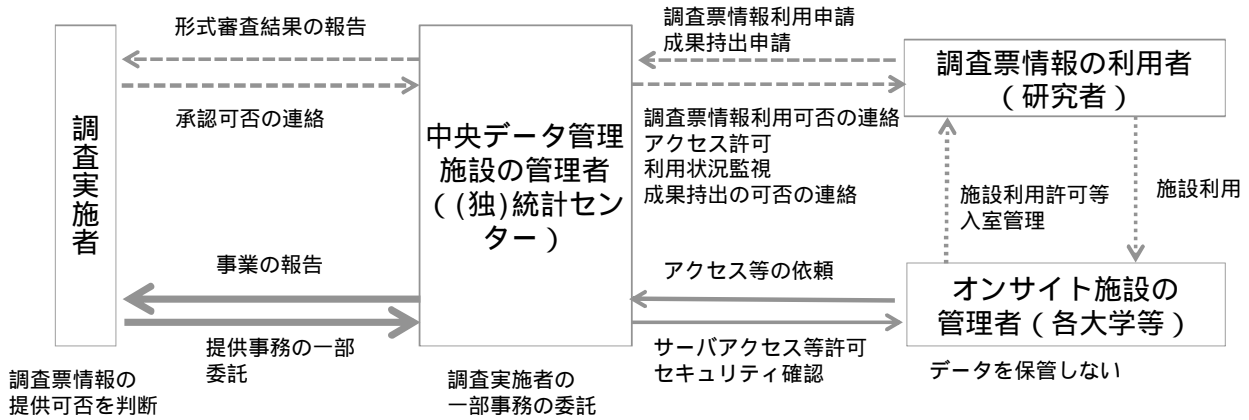 調査実施者
形式審査結果の報告
承認可否の連絡
事業の報告
提供事務の一部
委託
調査票情報の
提供可否を判断
中央データ管理
施設の管理者
((独)統計セン
ター)
調査実施者の
一部事務の委託
調査票情報利用申請
成果持出申請
調査票情報利用可否の連絡
アクセス許可
利用状況監視
成果持出の可否の連絡
アクセス等の依頼
サーバアクセス等許可
セキュリティ確認
調査票情報の利用者
(研究者)
施設利用許可等
入室管理
施設利用
オンサイト施設の
管理者(各大学等)
データを保管しない